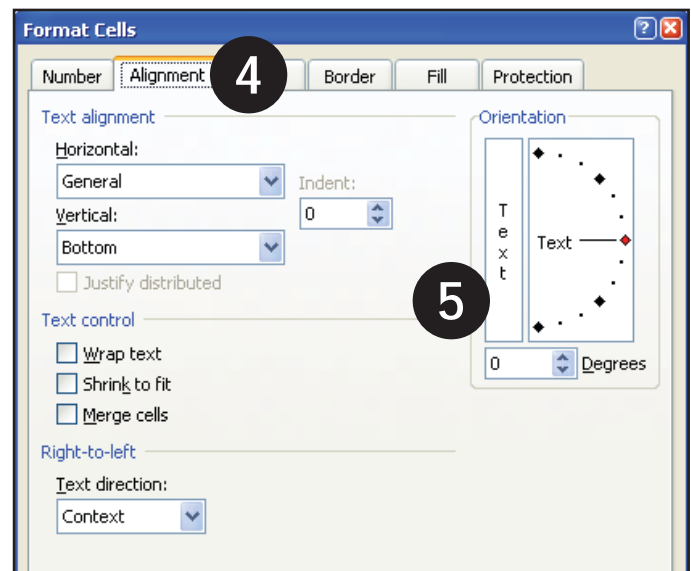 Format Cells
Number Alignment 4 Border Fill Protection
Text alignment
Horizontal:
General
Indent:
0
Vertical:
Bottom
Justify distributed
Text control
Wrap text
Shrink to fit
Merge cells
Right-to-left
Text direction:
Context
5
Orientation
Text
Text
0 Degrees